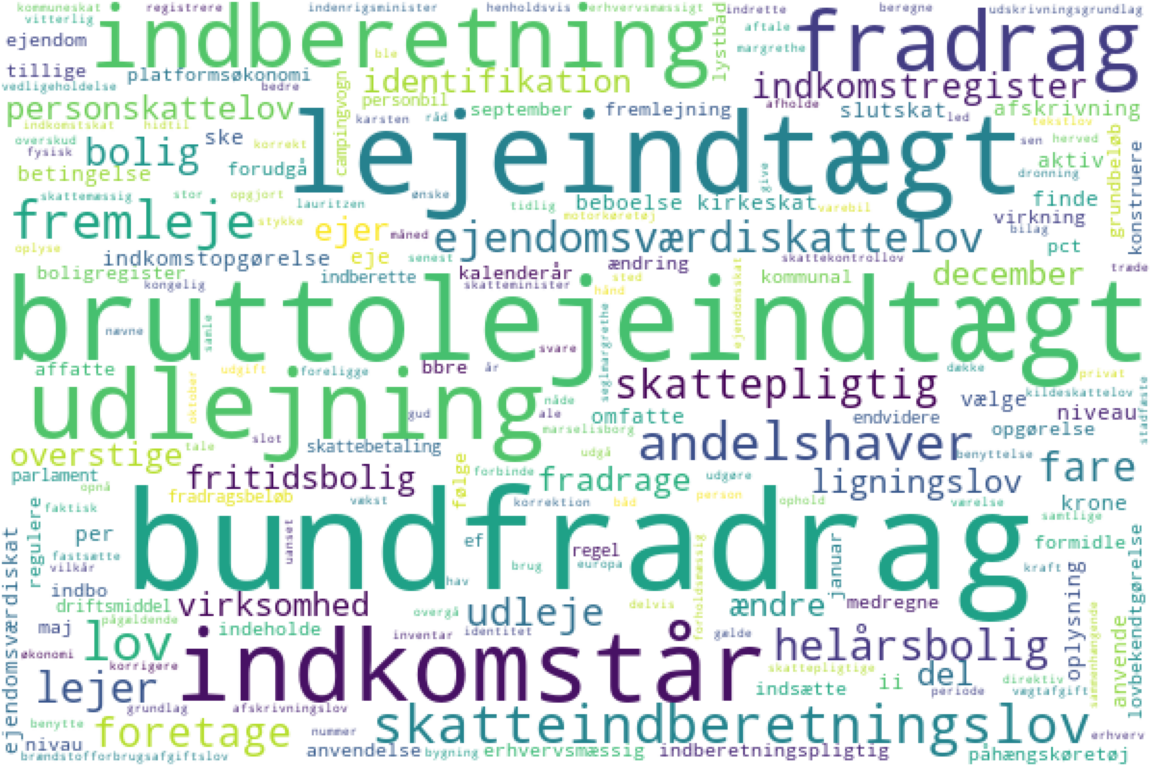 kommuneskat registrere indenrigsminister henholdsvis erhvervsmæssigt indrette beregne udskrivningsgrundlag
vitterlig indberetning lystbåd fradrag aftale
ejendom ble margrethe
tillige platformsøkonomi campingvogn identifikation indkomstregister
vedligeholdelse bedre personbil afholde
personskattelov karsten råd september fremlejning slutskat led afskrivning
indkomstskat hidtil lejeindtægt tekstlov
overskud ske korrekt sen herved grundbeløb konstruere
fysisk bolig forudgå give aktiv
betingelse dronning
skattemæssig stor opgjort lauritzen ønske tidlig beboelse kirkeskat varebil finde
fremleje stykke ejer måned motorkøretøj virkning
ejendomsværdiskattelov bilag
oplyse indkomstopgørelse eje senest skattekontrollov pct
boligregister indberette kalenderår ændring sted kommunal december træde
kongelig skatteminister hånd ejendomsskat
bruttolejeindtægt
nævne samle svare
affatte udgift foreligge bbre år seglmargrethe dække privat
udlejning oktober nåde skattepligtig vælge kildeskattelov
gud ale omfatte endvidere niveau stadfæste
tale slot marselisborg andelshaver opgørelse
overstige skattebetaling udgå benyttelse
parlament fritidsbolig følge forbinde fradrage udgøre ligningslov fare
opnå fradragsbeløb vækst korrektion båd person ophold værelse krone
faktisk regulere bundfradrag samtlige
per uanset ef regel formidle
fastsætte brug europa januar kraft
vilkår indbo hav forholdsmæssig oplysning lovbekendtgørelse
ejendomsværdiskat driftsmiddel virksomhed overgå udleje delvis ændre medregne
pågældende
maj lov indeholde inventar identitet gælde helårsbolig anvende
økonomi korrigere indkomstår skattepligtige del direktiv sammenhængende
lejer indsætte ii periode vægtafgift
grundlag afskrivningslov
benytte foretage nummer skatteindberetningslov erhverv
nivau anvendelse bygning erhvervsmæssig indberetningspligtig påhængskøretøj
brændstofforbrugsafgiftslov